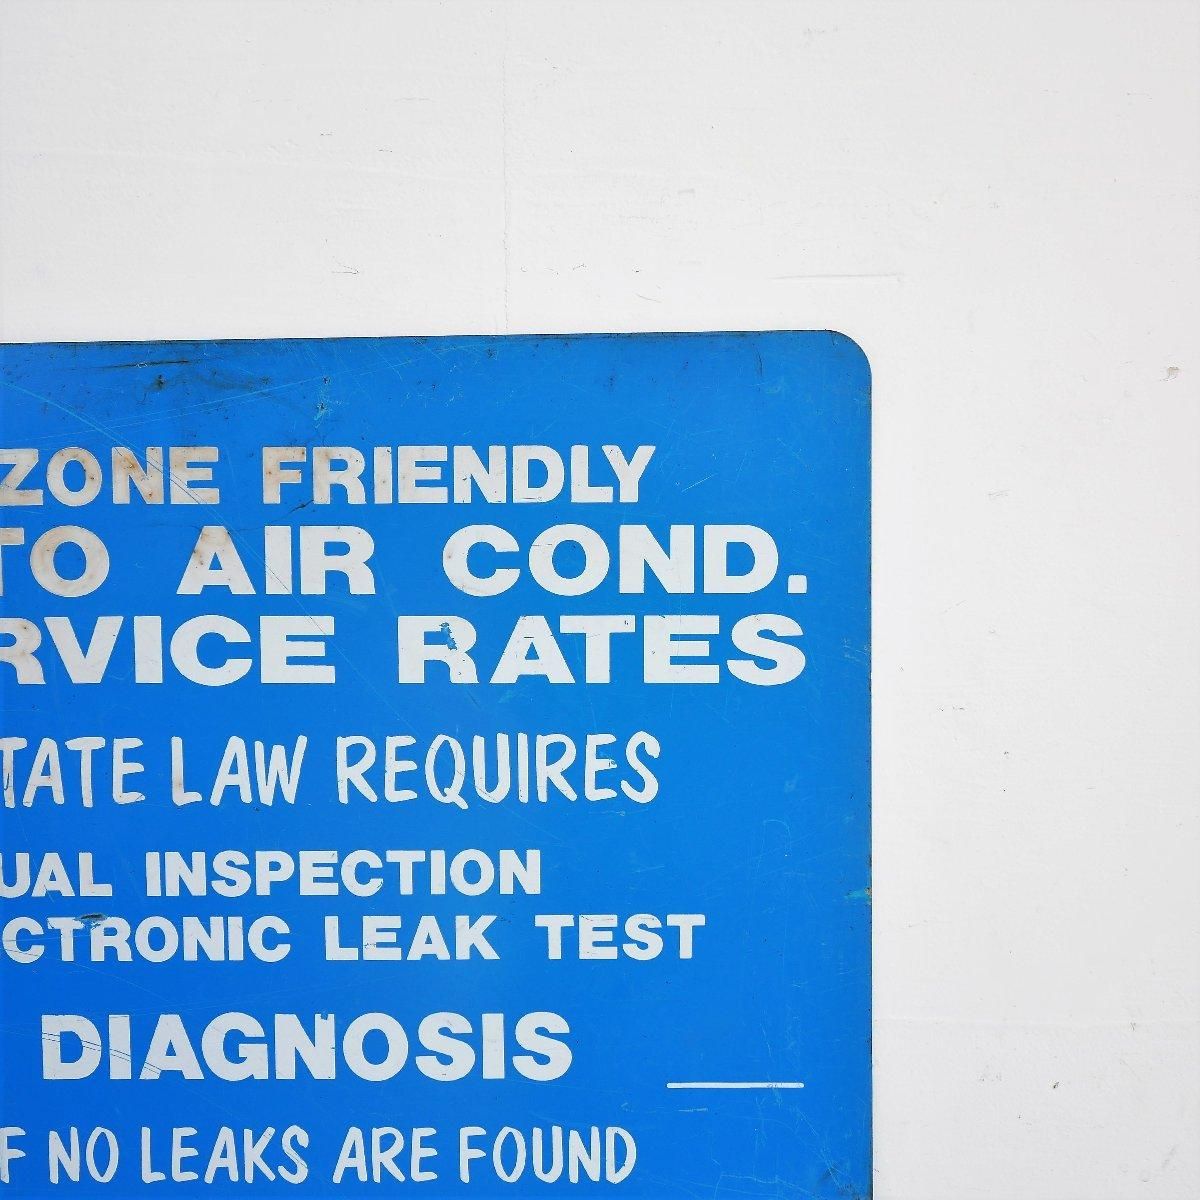 ZONE FRIENDLY
TO AIR COND.
RVICE RATES
TATE LAW REQUIRES
UAL INSPECTION
CTRONIC LEAK TEST
DIAGNOSIS
F NO LEAKS ARE FOUND